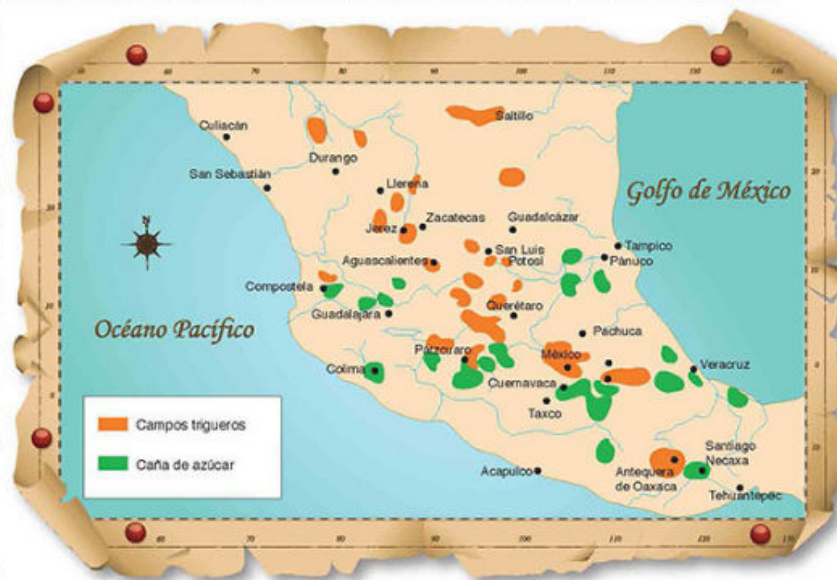 Saltillo
Culiacán
Durango
San Sebastián
Llerena
Golfo de México
Jerez
Zacatecas
Guadalcázar
Tampico
San Luis
Potosí
Pánuco
Aguascalientes
Compostela
Querétaro
Guadalajara
Océano Pacífico
Pachuca
Pátzcuaro
México
Veracruz
Colima
Cuernavaca
Taxco
Campos trigueros
Caña de azúcar
Santiago
Necaxa
Acapulco
Antequera
de Oaxaca
Tehuantepec
N